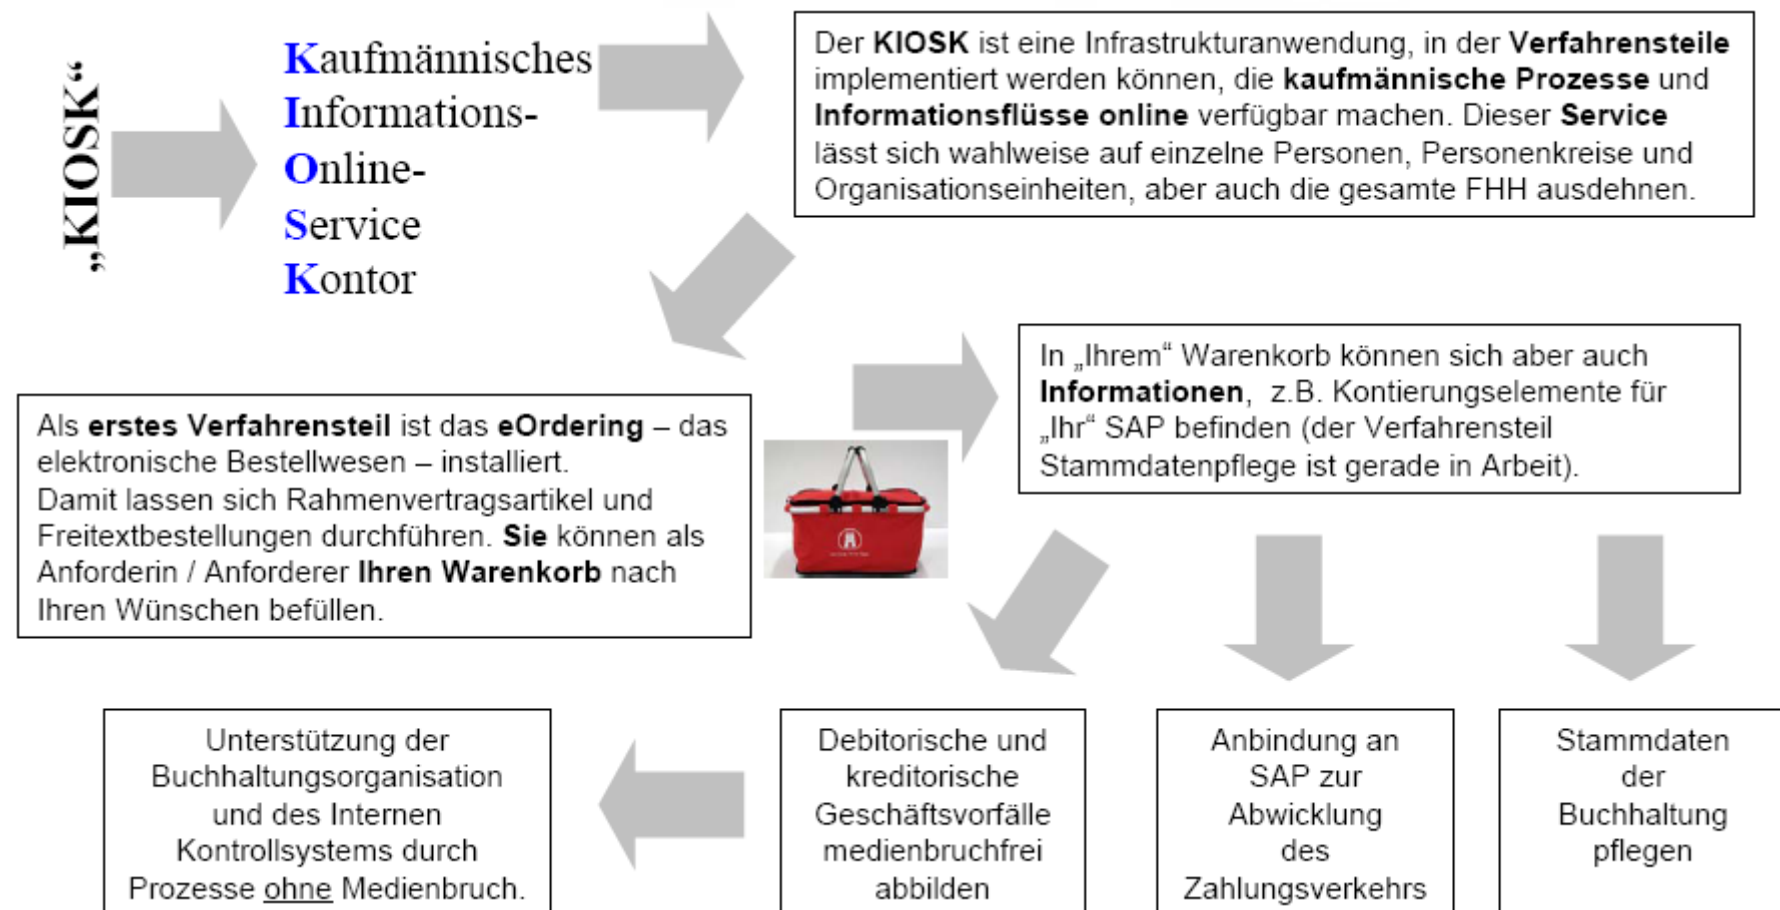 „KIOSK“
Kaufmännisches
Informations-
Online-
Service
Kontor
Der KIOSK ist eine Infrastrukturanwendung, in der Verfahrensteile
implementiert werden können, die kaufmännische Prozesse und
Informationsflüsse online verfügbar machen. Dieser Service
lässt sich wahlweise auf einzelne Personen, Personenkreise und
Organisationseinheiten, aber auch die gesamte FHH ausdehnen.
Als erstes Verfahrensteil ist das eOrdering – das
elektronische Bestellwesen – installiert.
Damit lassen sich Rahmenvertragsartikel und
Freitextbestellungen durchführen. Sie können als
Anforderin / Anforderer Ihren Warenkorb nach
Ihren Wünschen befüllen.
In „Ihrem“ Warenkorb können sich aber auch
Informationen, z.B. Kontierungselemente für
„Ihr“ SAP befinden (der Verfahrensteil
Stammdatenpflege ist gerade in Arbeit).
Unterstützung der
Buchhaltungsorganisation
und des Internen
Kontrollsystems durch
Prozesse ohne Medienbruch.
Debitorische und
kreditorische
Geschäftsvorfälle
medienbruchfrei
abbilden
Anbindung an
SAP zur
Abwicklung
des
Zahlungsverkehrs
Stammdaten
der
Buchhaltung
pflegen